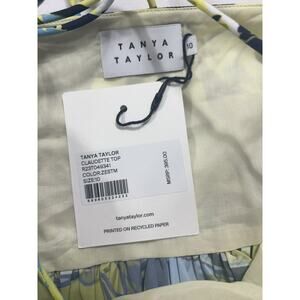 TANYA
TAYLOR
10
TANYA TAYLOR
CLAUDETTE TOP
R23T049341
COLOR:ZESTM
SIZE:10
MSRP: 395.00
tanyataylor.com
PRINTED ON RECYCLED PAPER